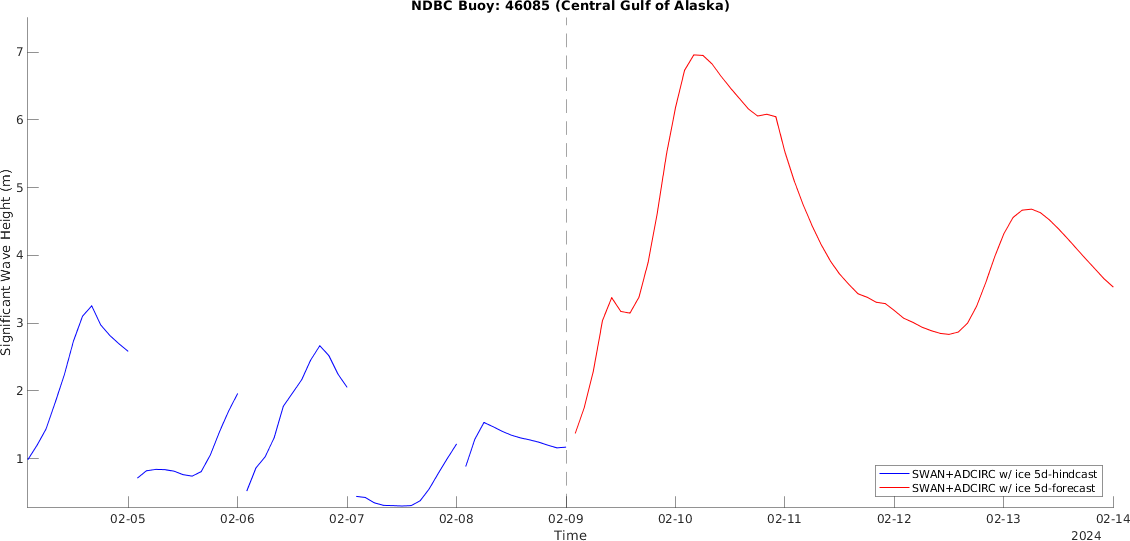 NDBC Buoy: 46085 (Central Gulf of Alaska)
Significant Wave Height (m)
7
6
5
4
3
2
1
02-05 02-06 02-07 02-08 02-09 02-10 02-11 02-12 02-13 02-14
Time
2024
SWAN+ADCIRC w/ ice 5d-hindcast
SWAN+ADCIRC w/ ice 5d-forecast